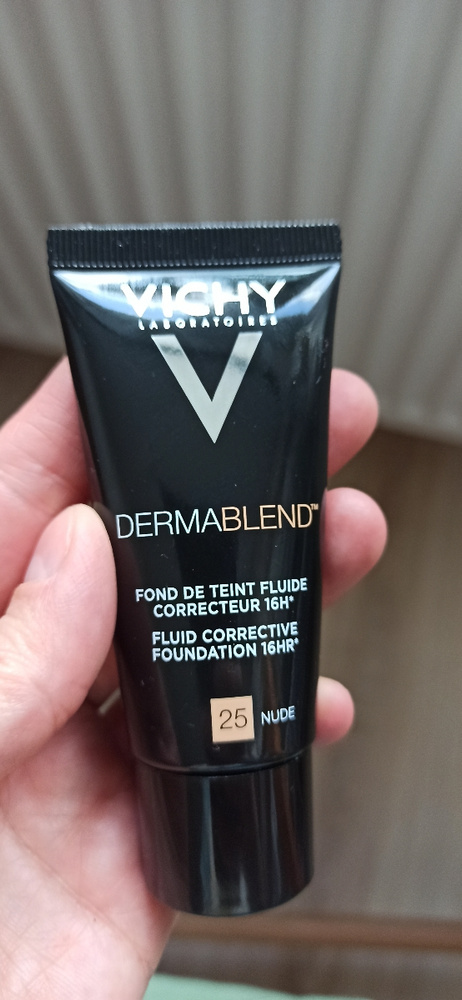 VICHY
LABORATOIRES
V
DERMABLEND™
FOND DE TEINT FLUIDE
CORRECTEUR 16H*
FLUID CORRECTIVE
FOUNDATION 16HR*
25 NUDE